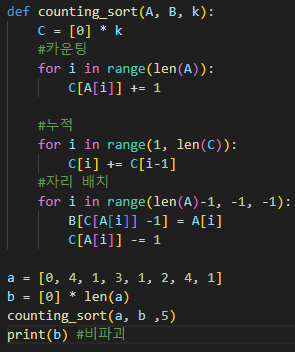 def counting_sort(A, B, k):
    C = [0] * k
    #카운팅
    for i in range(len(A)):
        C[A[i]] += 1

    #누적
    for i in range(1, len(C)):
        C[i] += C[i-1]
    #자리 배치
    for i in range(len(A)-1, -1, -1):
        B[C[A[i]] -1] = A[i]
        C[A[i]] -= 1

a = [0, 4, 1, 3, 1, 2, 4, 1]
b = [0] * len(a)
counting_sort(a, b ,5)
print(b) #비파괴